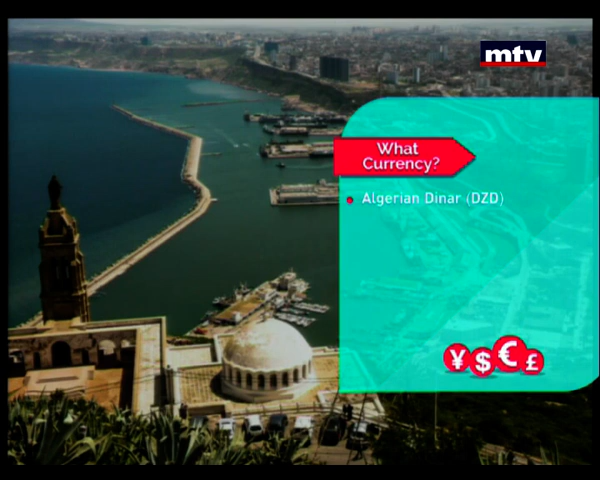 mtv
What
Currency?
Algerian Dinar (DZD)
¥ $ € £